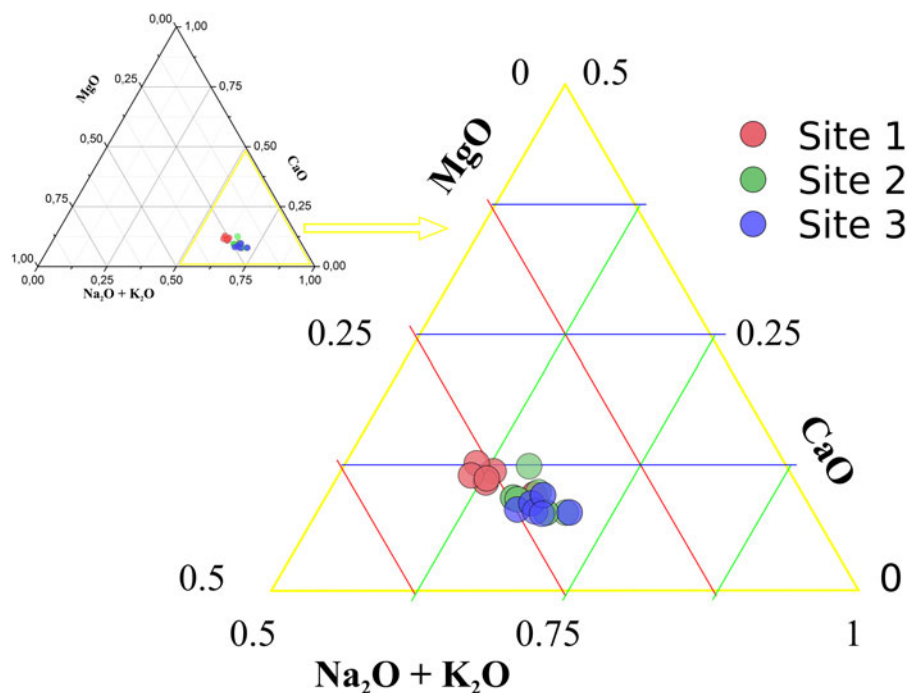 0,00 1,00
0,25 0,75
MgO
0,50 0,50
CaO
0,75 0,25
1,00 0,00
0,00 0,25 0,50 0,75 1,00
Na₂O + K₂O
0 0.5
MgO
Site 1
Site 2
Site 3
0.25 0.25
CaO
0.5 0
0.5 0.75 1
Na₂O + K₂O